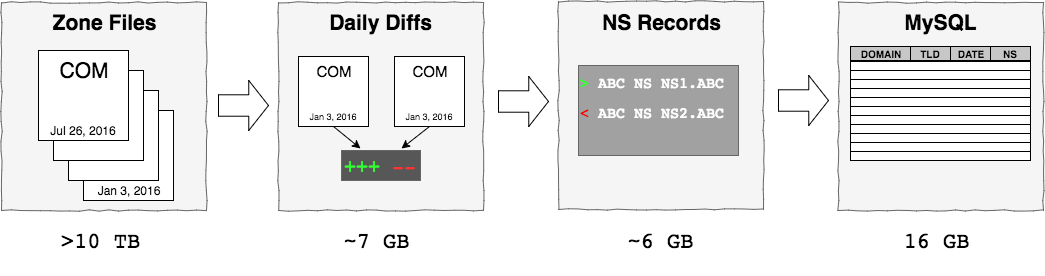 Zone Files
COM
Jul 26, 2016
Jan 3, 2016
>10 TB
Daily Diffs
COM
COM
Jan 3, 2016
Jan 3, 2016
+++ --
~7 GB
NS Records
> ABC NS NS1.ABC
< ABC NS NS2.ABC
~6 GB
MySQL
DOMAIN TLD DATE NS
16 GB